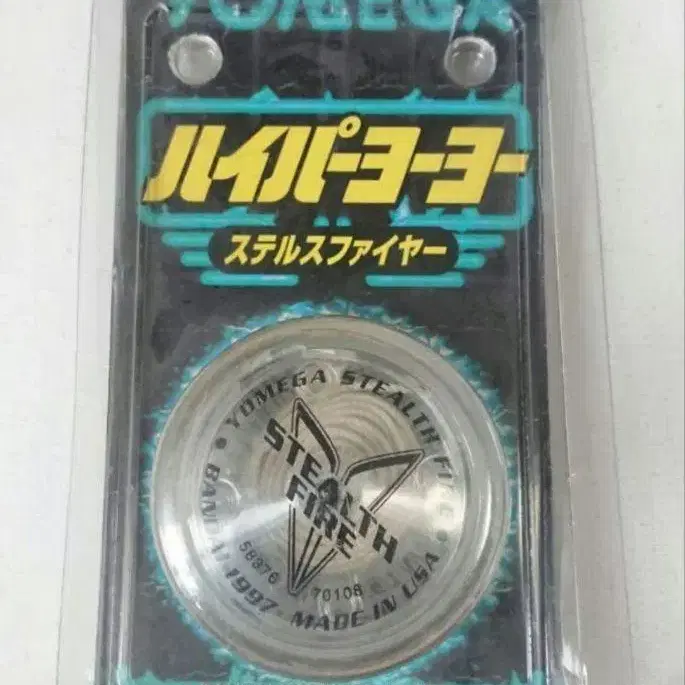 YOMEGA
ハイパーヨーヨー
ステルスファイヤー
YOMEGA STEALTH FIRE
STEALTH
FIRE
58376 70108
BANDAI 1997 MADE IN USA